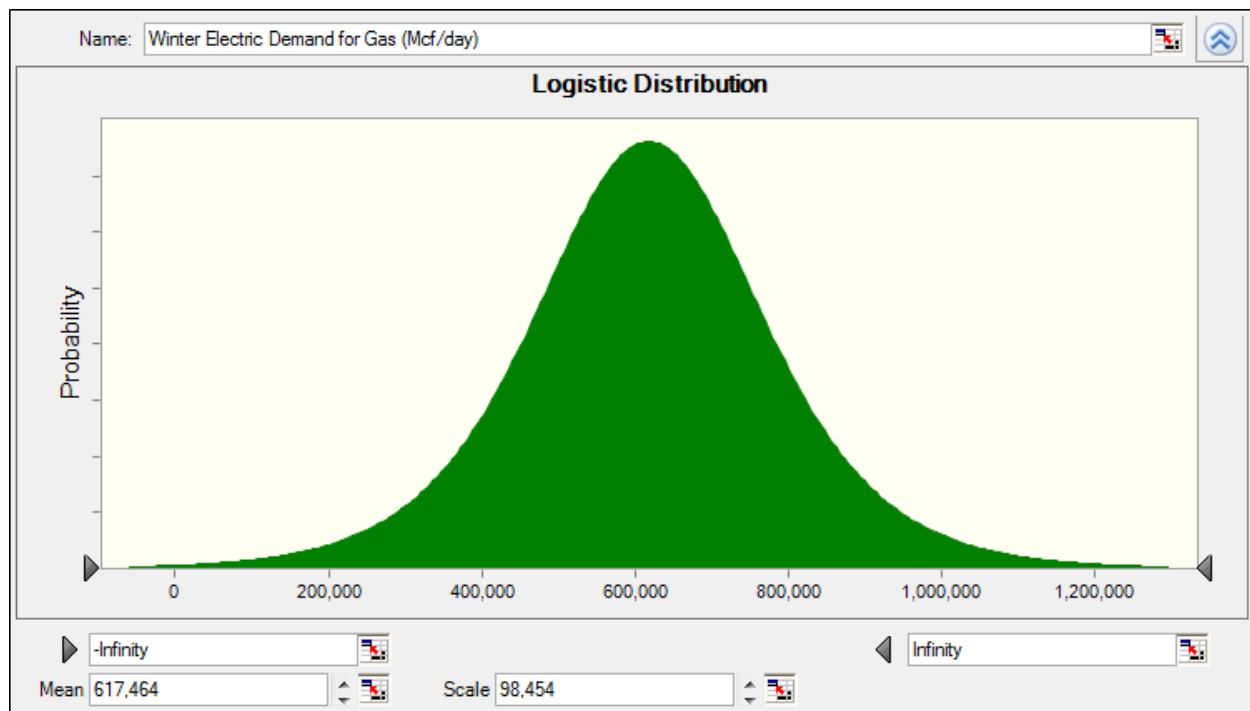 Name: Winter Electric Demand for Gas (Mcf/day)
Logistic Distribution
Probability
0 200,000 400,000 600,000 800,000 1,000,000 1,200,000
-Infinity Infinity
Mean 617,464 Scale 98,454